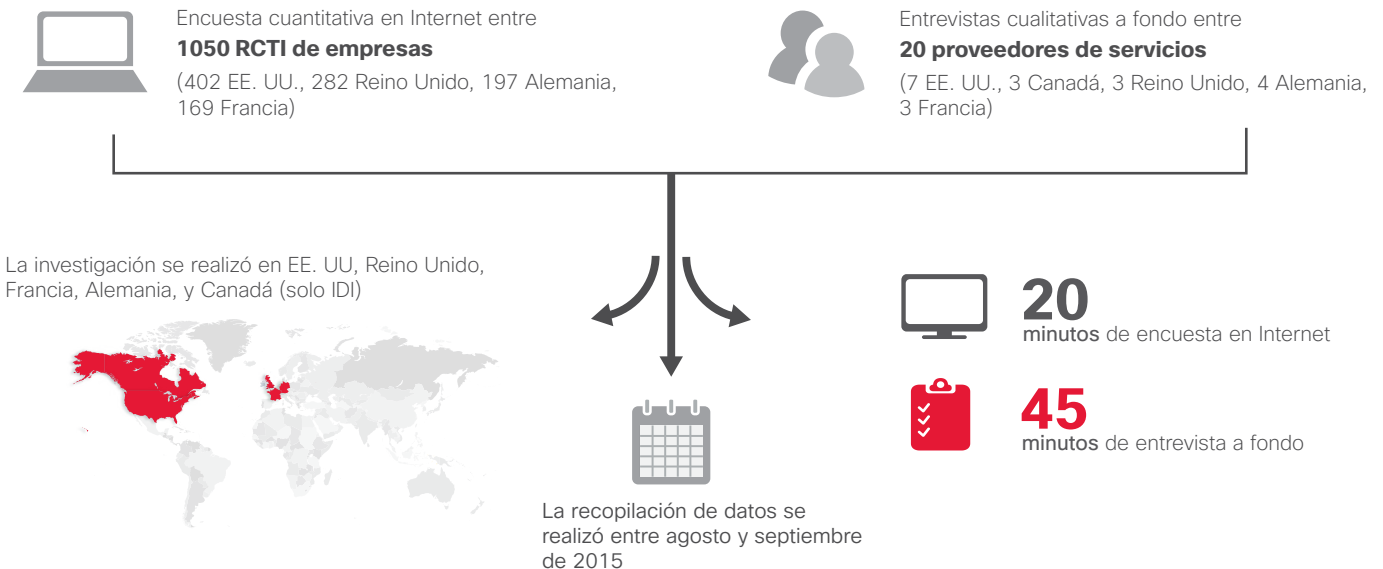 Encuesta cuantitativa en Internet entre
1050 RCTI de empresas
(402 EE. UU., 282 Reino Unido, 197 Alemania,
169 Francia)
Entrevistas cualitativas a fondo entre
20 proveedores de servicios
(7 EE. UU., 3 Canadá, 3 Reino Unido, 4 Alemania,
3 Francia)
La investigación se realizó en EE. UU, Reino Unido,
Francia, Alemania, y Canadá (solo IDI)
20
minutos de encuesta en Internet
45
minutos de entrevista a fondo
La recopilación de datos se
realizó entre agosto y septiembre
de 2015